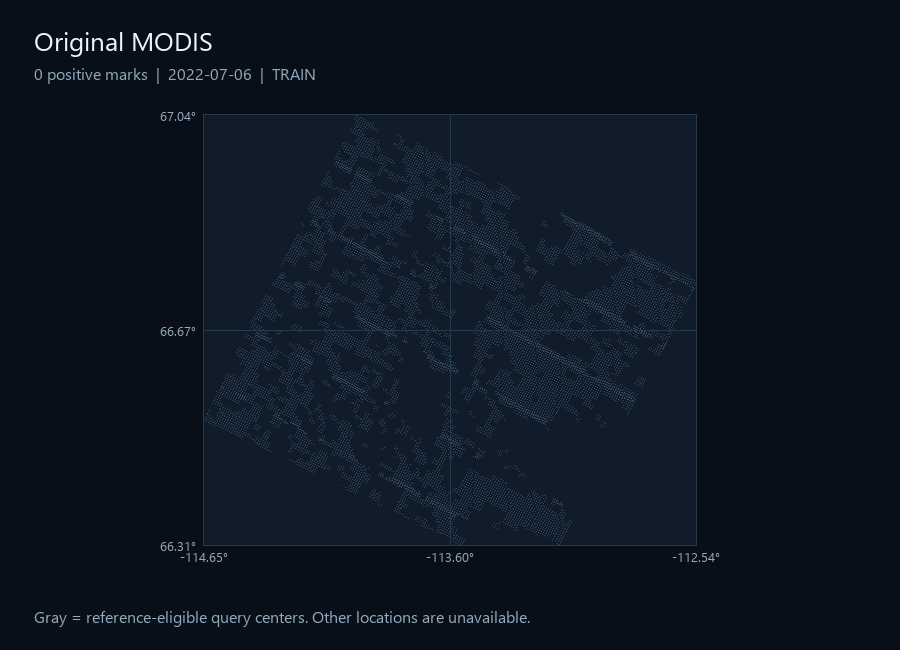 Original MODIS
0 positive marks | 2022-07-06 | TRAIN
67.04°
66.67°
66.31°
-114.65°
-113.60°
-112.54°
Gray = reference-eligible query centers. Other locations are unavailable.